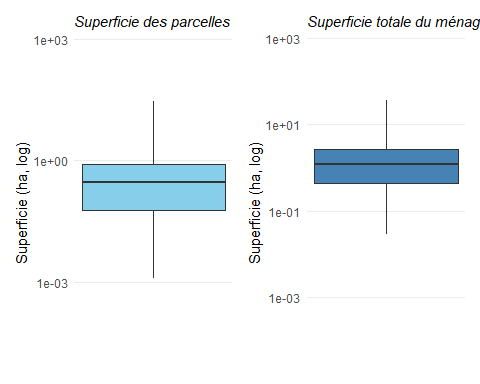 Superficie des parcelles
1e+03
1e+00
1e-03
Superficie (ha, log)
Superficie totale du ménag
1e+03
1e+01
1e-01
1e-03
Superficie (ha, log)